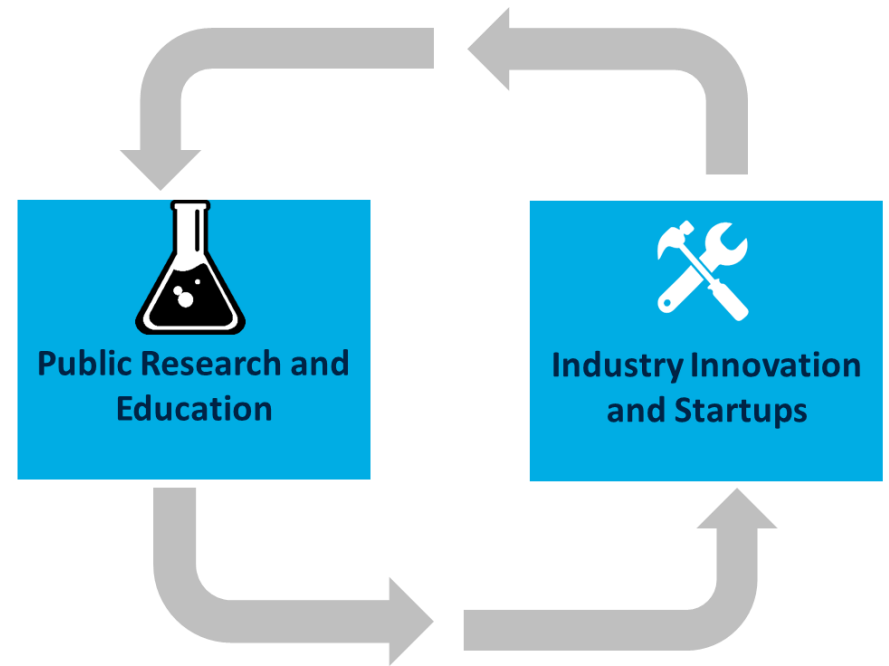 Public Research and
Education
Industry Innovation
and Startups